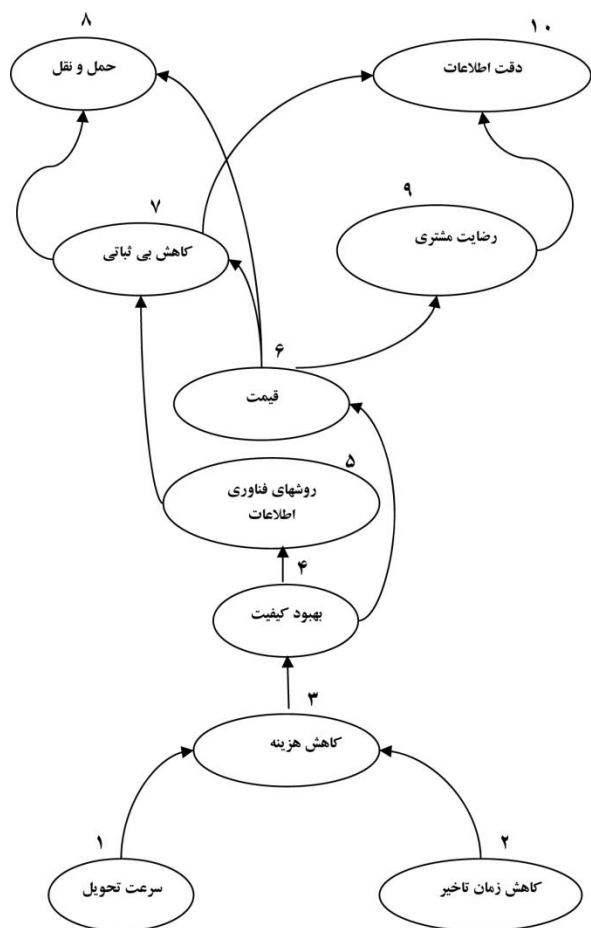 ۸
حمل و نقل
۱۰
دقت اطلاعات
۷
کاهش بی ثباتی
۹
رضایت مشتری
۶
قیمت
۵
روشهای فناوری
اطلاعات
۴
بهبود کیفیت
۳
کاهش هزینه
۱
سرعت تحویل
۲
کاهش زمان تاخیر